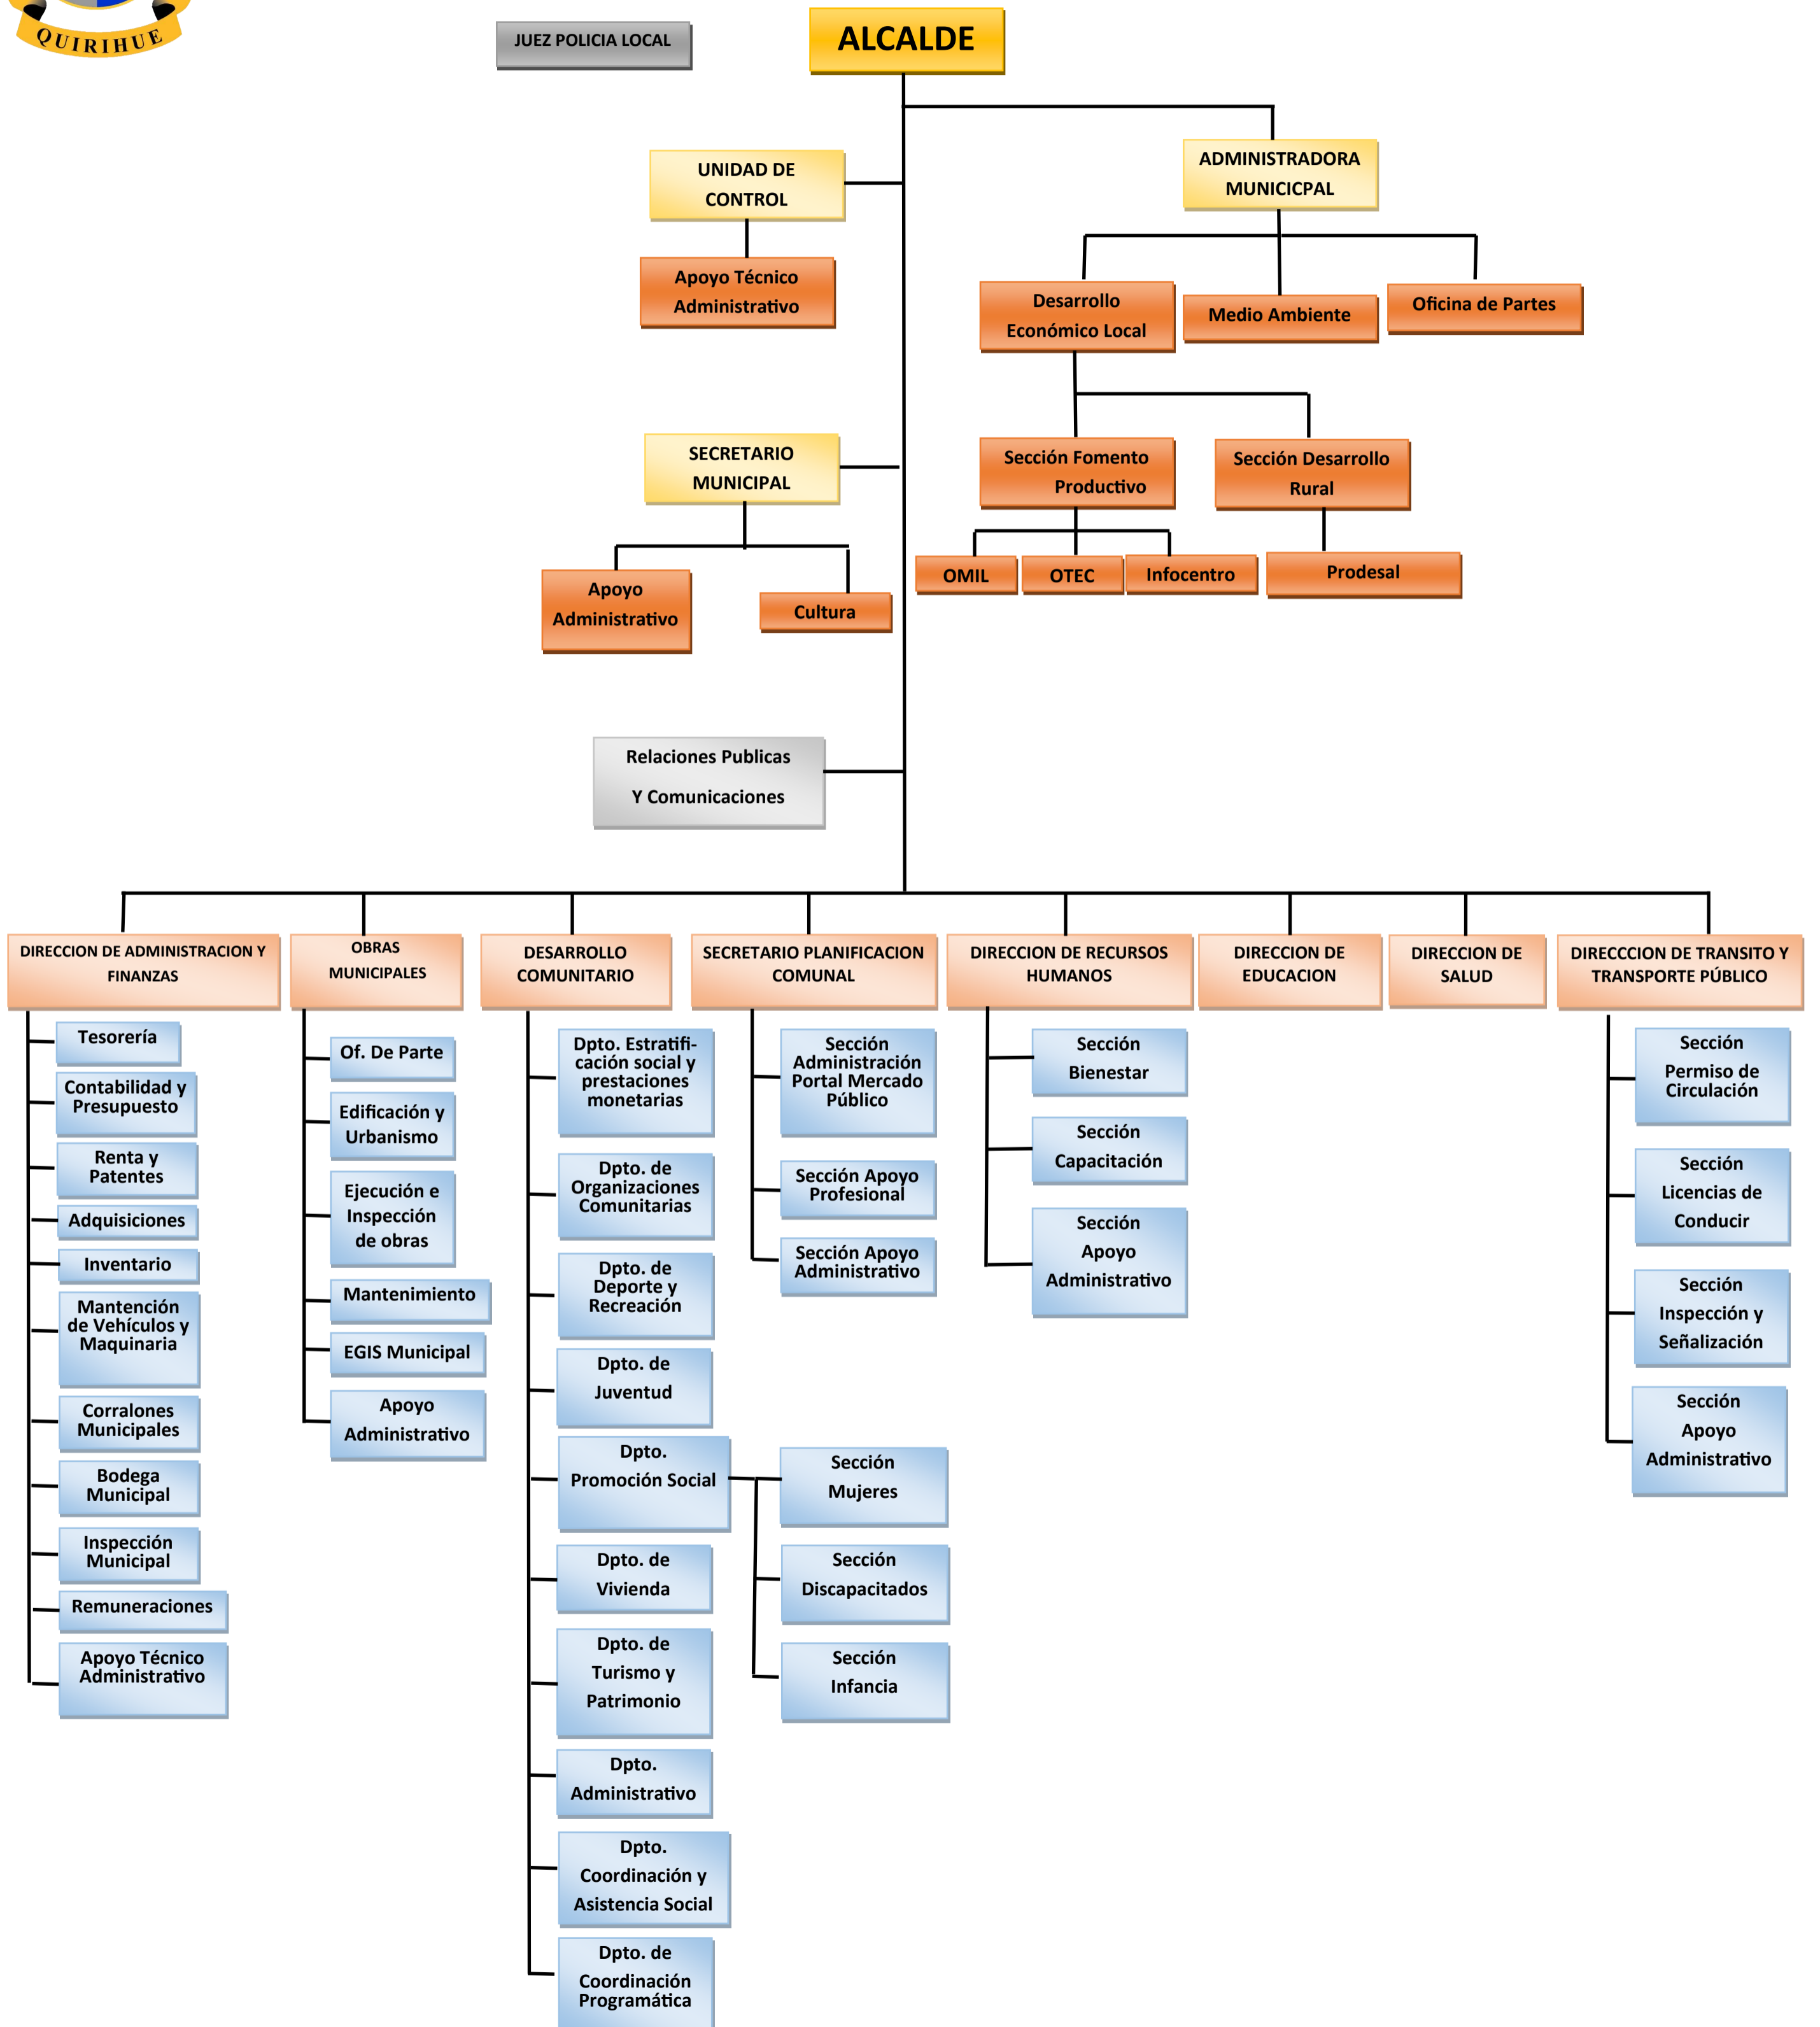 QUIRIHUE
JUEZ POLICIA LOCAL
ALCALDE
UNIDAD DE
CONTROL
ADMINISTRADORA
MUNICICPAL
Apoyo Técnico
Administrativo
Desarrollo
Económico Local
Medio Ambiente
Oficina de Partes
SECRETARIO
MUNICIPAL
Sección Fomento
Productivo
Sección Desarrollo
Rural
OMIL
OTEC
Infocentro
Prodesal
Apoyo
Administrativo
Cultura
Relaciones Publicas
Y Comunicaciones
DIRECCION DE ADMINISTRACION Y
FINANZAS
OBRAS
MUNICIPALES
DESARROLLO
COMUNITARIO
SECRETARIO PLANIFICACION
COMUNAL
DIRECCION DE RECURSOS
HUMANOS
DIRECCION DE
EDUCACION
DIRECCION DE
SALUD
DIRECCCION DE TRANSITO Y
TRANSPORTE PÚBLICO
Tesorería
Contabilidad y
Presupuesto
Renta y
Patentes
Adquisiciones
Inventario
Mantención
de Vehículos y
Maquinaria
Corralones
Municipales
Bodega
Municipal
Inspección
Municipal
Remuneraciones
Apoyo Técnico
Administrativo
Of. De Parte
Edificación y
Urbanismo
Ejecución e
Inspección
de obras
Mantenimiento
EGIS Municipal
Apoyo
Administrativo
Dpto. Estratifi-
cación social y
prestaciones
monetarias
Dpto. de
Organizaciones
Comunitarias
Dpto. de
Deporte y
Recreación
Dpto. de
Juventud
Dpto.
Promoción Social
Dpto. de
Vivienda
Dpto. de
Turismo y
Patrimonio
Dpto.
Administrativo
Dpto.
Coordinación y
Asistencia Social
Dpto. de
Coordinación
Programática
Sección
Administración
Portal Mercado
Público
Sección Apoyo
Profesional
Sección Apoyo
Administrativo
Sección
Mujeres
Sección
Discapacitados
Sección
Infancia
Sección
Bienestar
Sección
Capacitación
Sección
Apoyo
Administrativo
Sección
Permiso de
Circulación
Sección
Licencias de
Conducir
Sección
Inspección y
Señalización
Sección
Apoyo
Administrativo